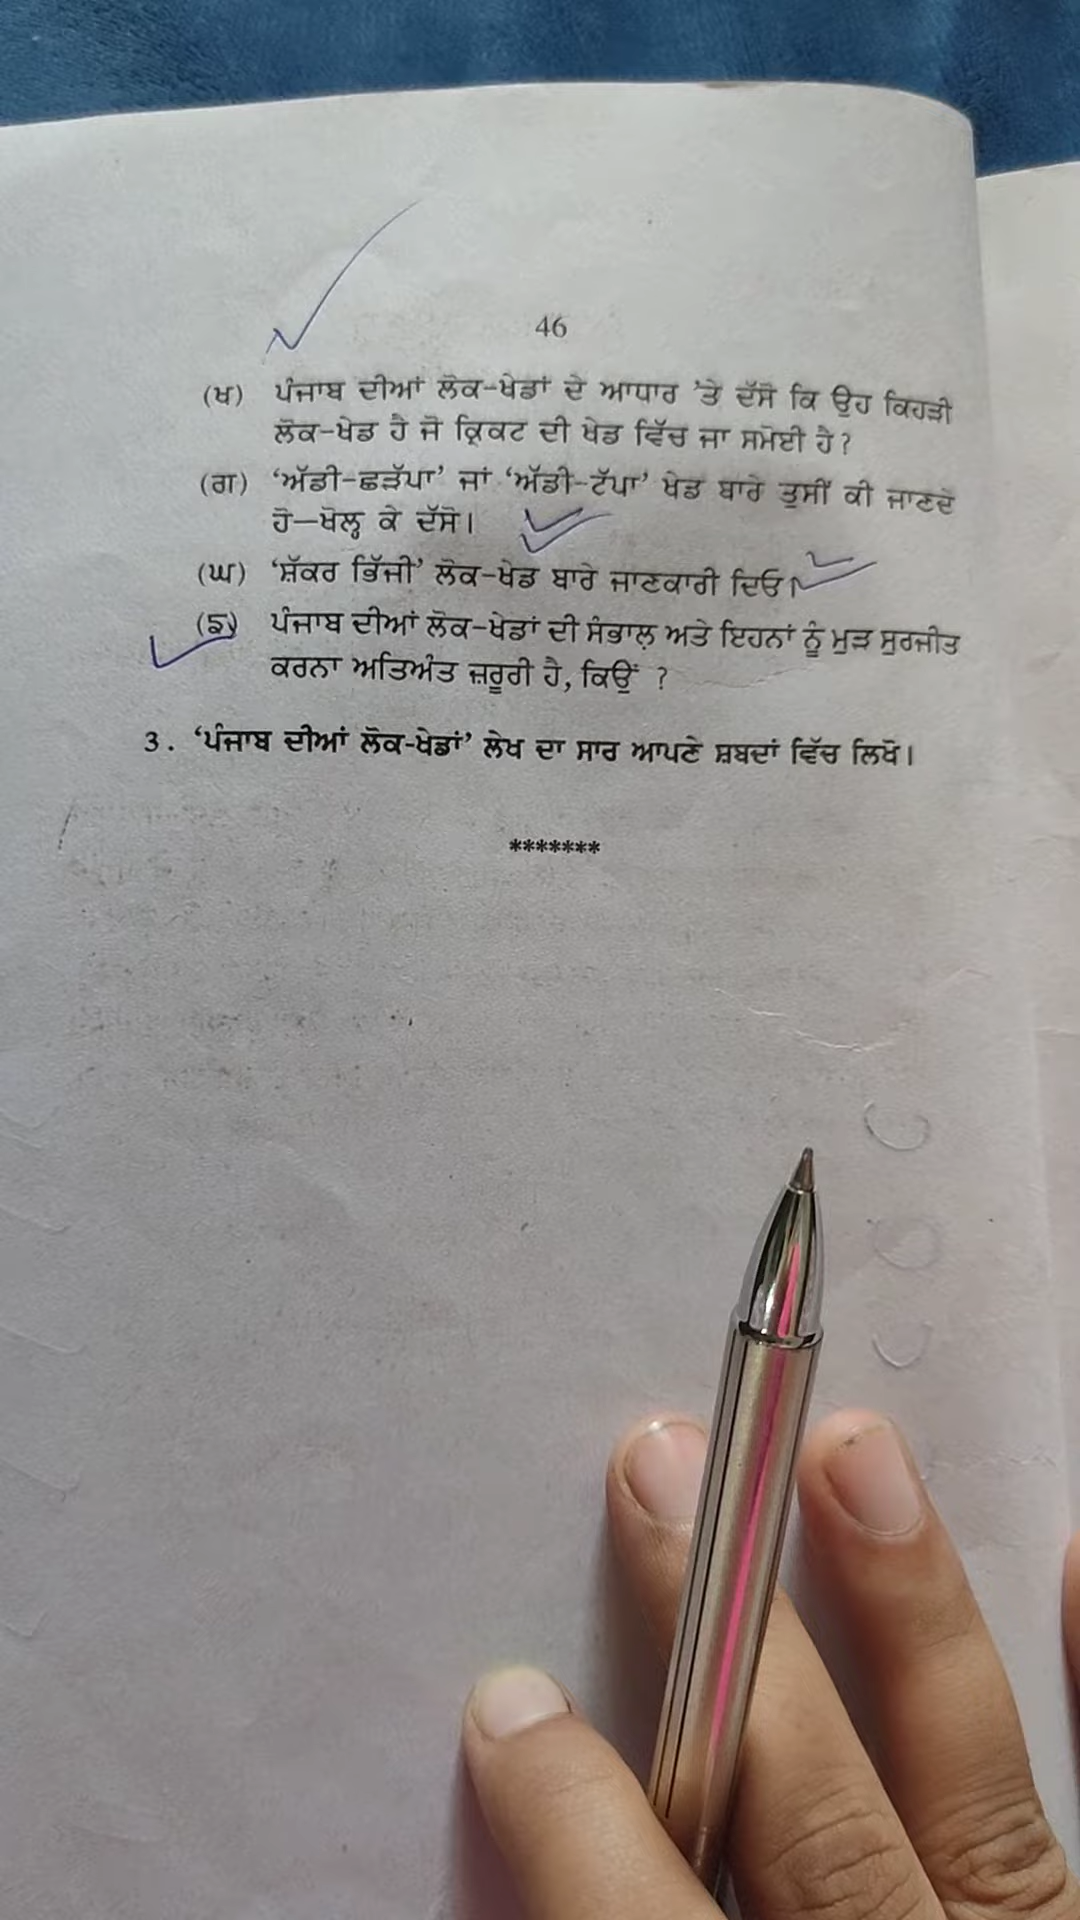 46
(ਖ) ਪੰਜਾਬ ਦੀਆਂ ਲੋਕ-ਖੇਡਾਂ ਦੇ ਆਧਾਰ 'ਤੇ ਦੱਸੋ ਕਿ ਉਹ ਕਿਹੜੀ
ਲੋਕ-ਖੇਡ ਹੈ ਜੋ ਕ੍ਰਿਕਟ ਦੀ ਖੇਡ ਵਿੱਚ ਜਾ ਸਮੋਈ ਹੈ ?
(ਗ) 'ਅੱਡੀ-ਛੜੱਪਾ' ਜਾਂ 'ਅੱਡੀ-ਟੱਪਾ' ਖੇਡ ਬਾਰੇ ਤੁਸੀਂ ਕੀ ਜਾਣਦੇ
ਹੋ—ਖੋਲ੍ਹ ਕੇ ਦੱਸੋ।
(ਘ) 'ਸ਼ੱਕਰ ਭਿੱਜੀ' ਲੋਕ-ਖੇਡ ਬਾਰੇ ਜਾਣਕਾਰੀ ਦਿਓ।
(ਙ) ਪੰਜਾਬ ਦੀਆਂ ਲੋਕ-ਖੇਡਾਂ ਦੀ ਸੰਭਾਲ਼ ਅਤੇ ਇਹਨਾਂ ਨੂੰ ਮੁੜ ਸੁਰਜੀਤ
ਕਰਨਾ ਅਤਿਅੰਤ ਜ਼ਰੂਰੀ ਹੈ, ਕਿਉਂ ?
3. 'ਪੰਜਾਬ ਦੀਆਂ ਲੋਕ-ਖੇਡਾਂ' ਲੇਖ ਦਾ ਸਾਰ ਆਪਣੇ ਸ਼ਬਦਾਂ ਵਿੱਚ ਲਿਖੋ।
*******